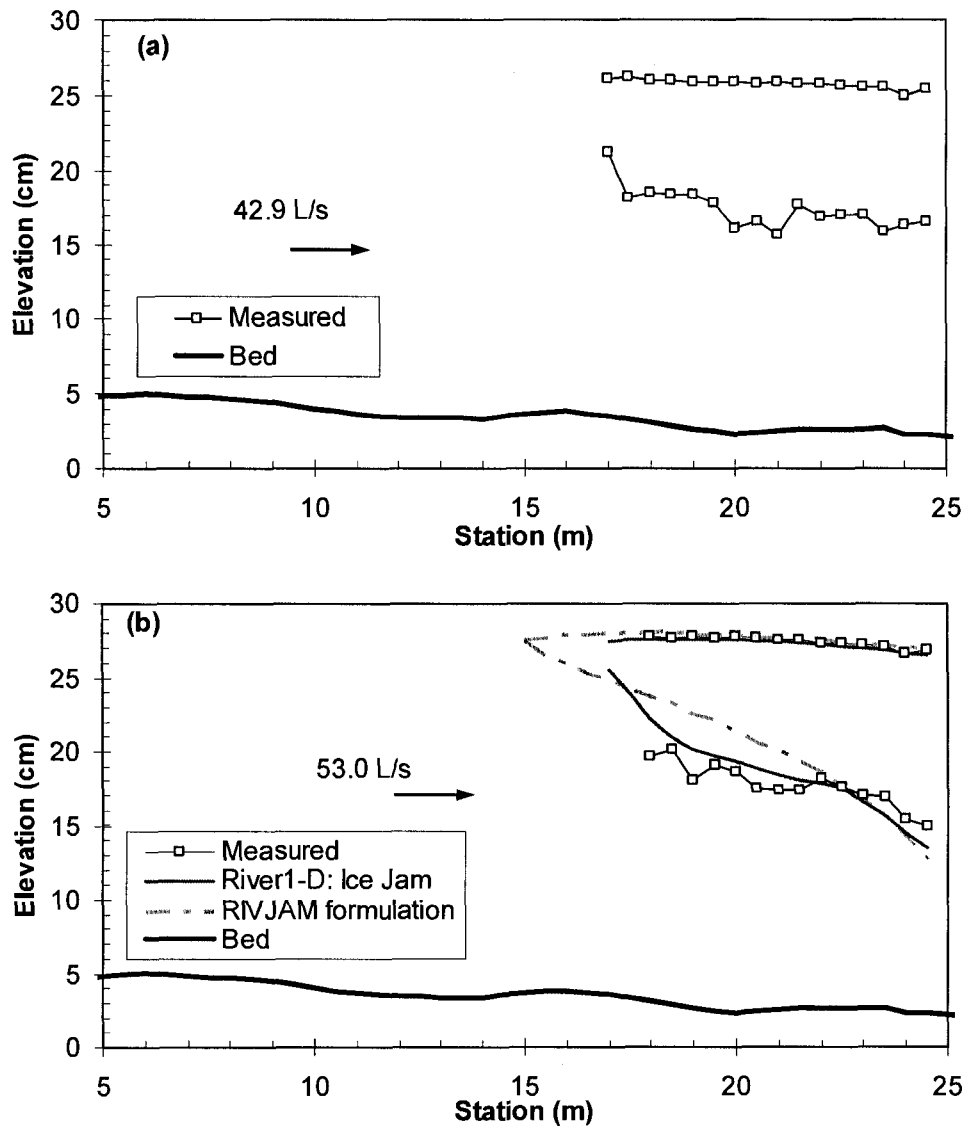 (a)
30
25
20
15
10
5
0
Elevation (cm)
42.9 L/s
Measured
Bed
5 10 15 20 25
Station (m)
(b)
30
25
20
15
10
5
0
Elevation (cm)
53.0 L/s
Measured
River1-D: Ice Jam
RIVJAM formulation
Bed
5 10 15 20 25
Station (m)